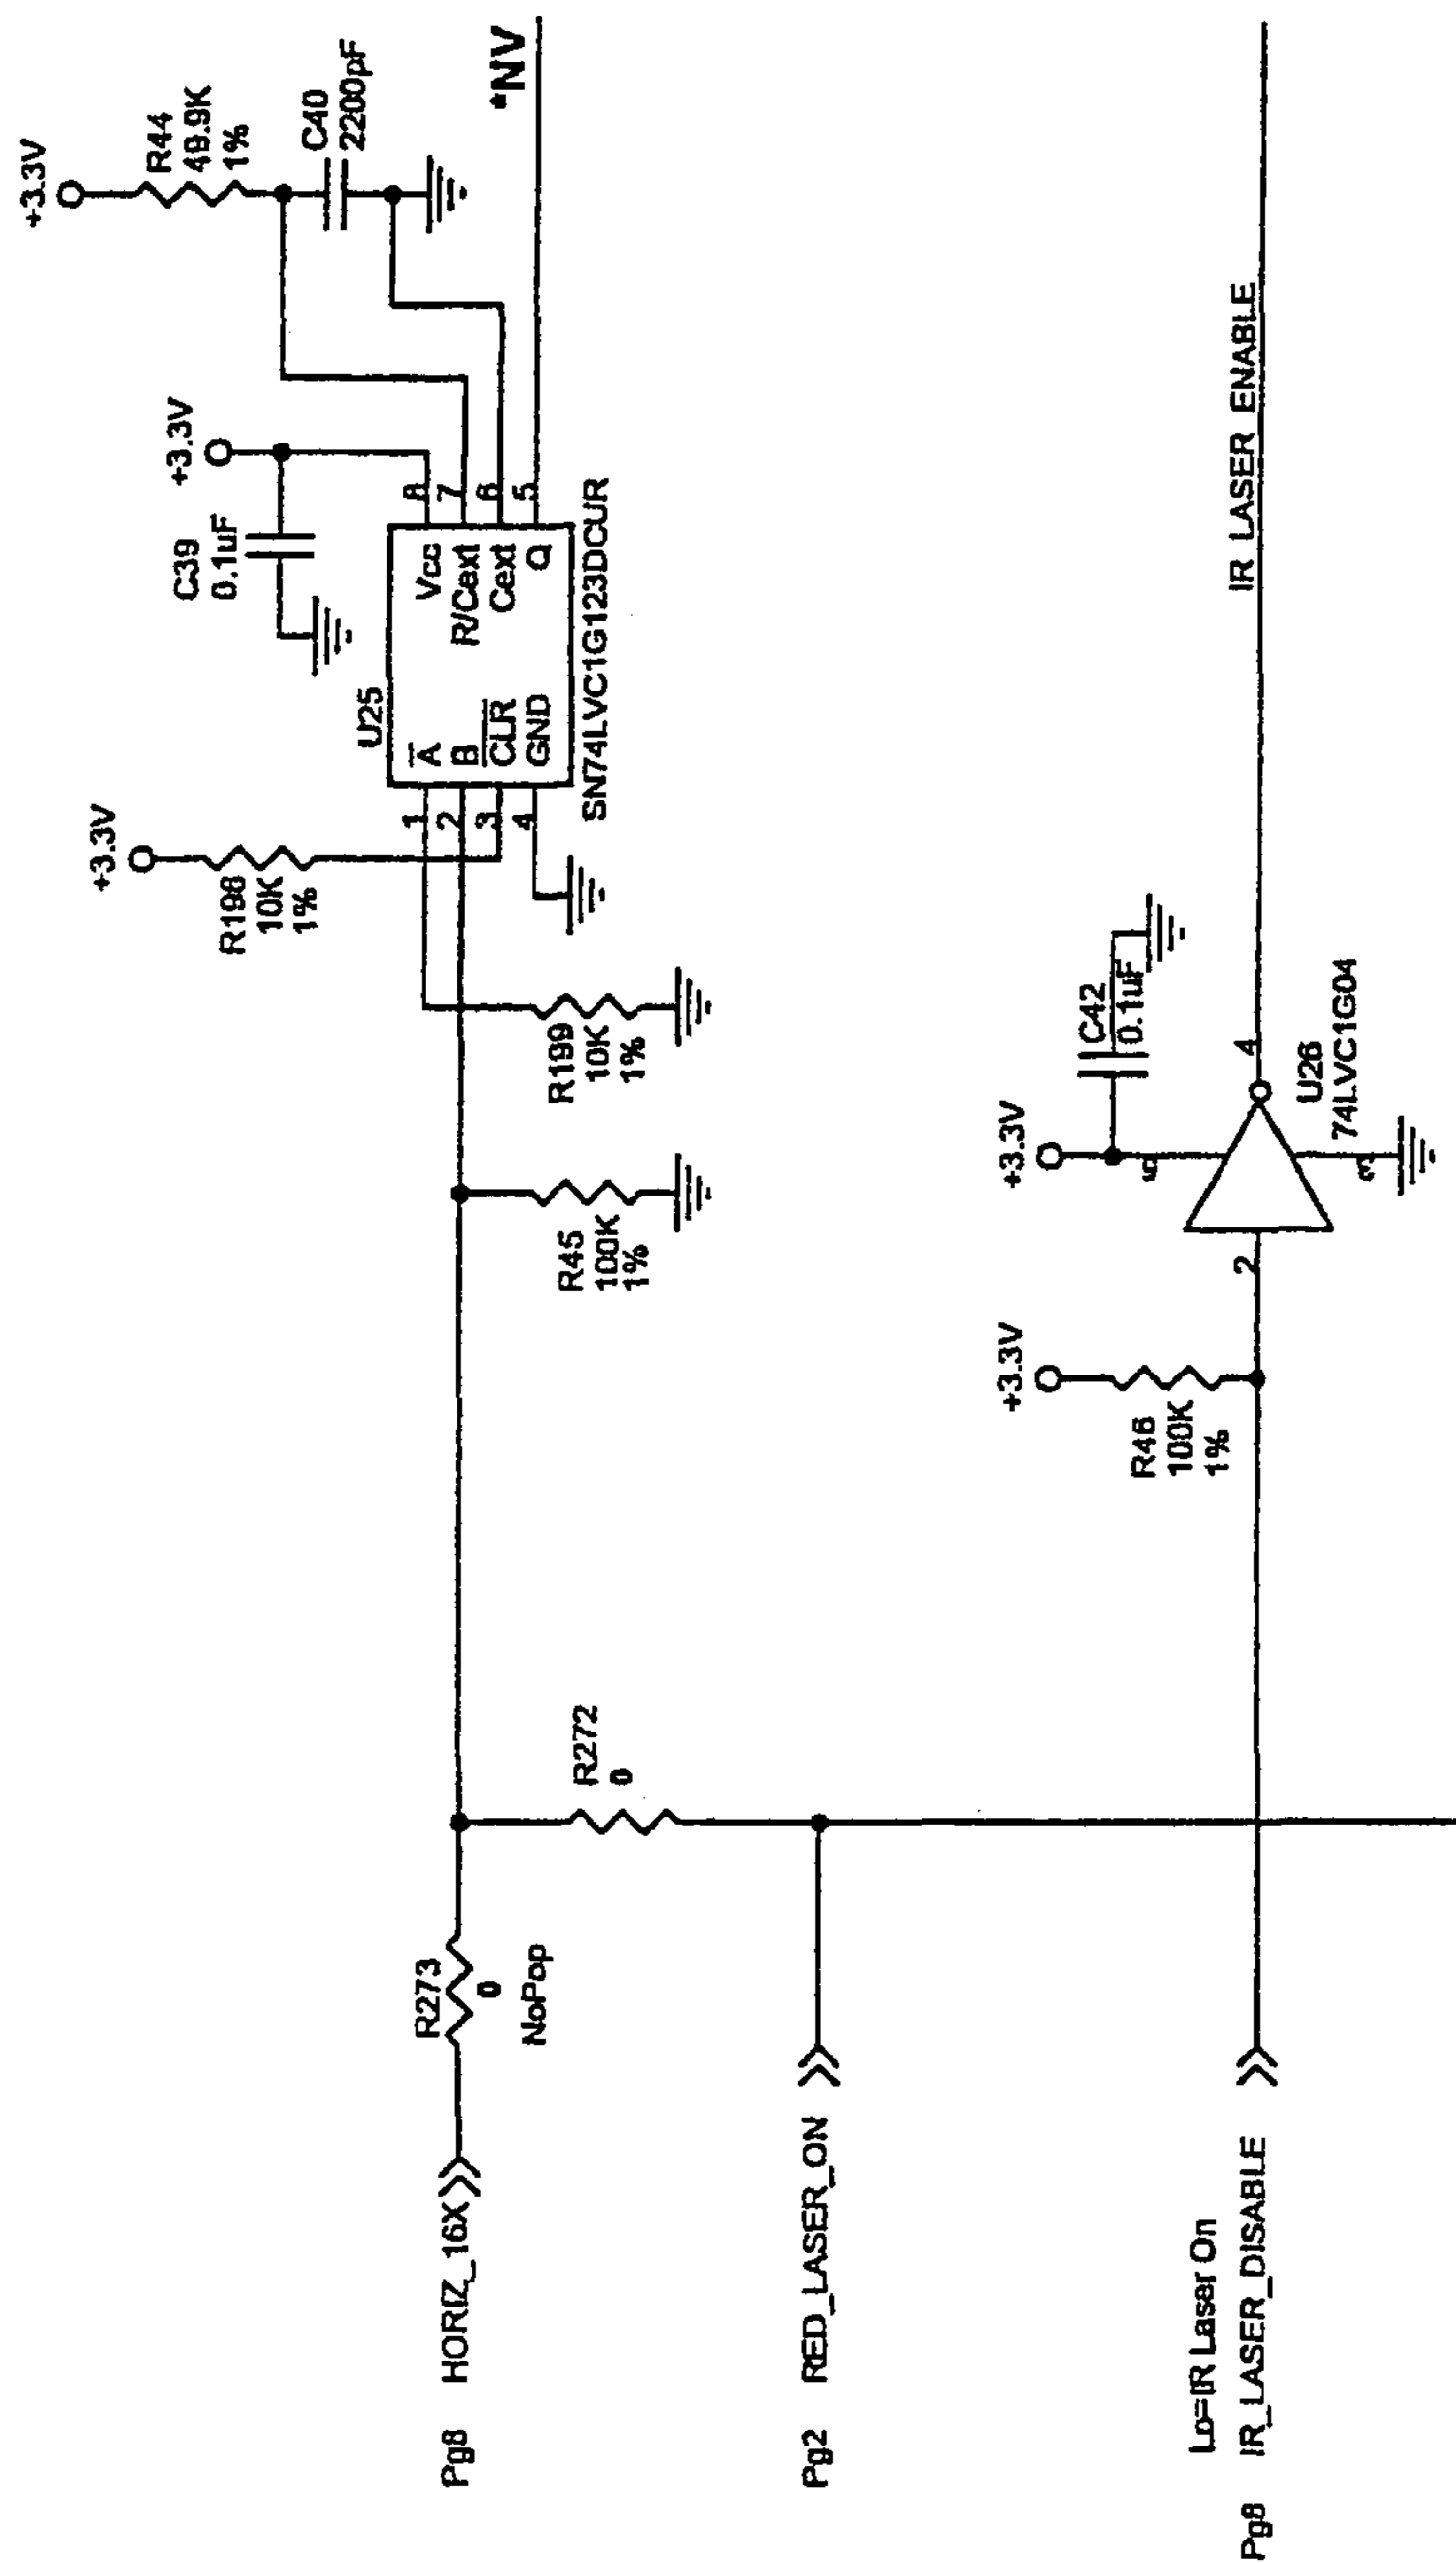 +3.3V
R44
49.9K
1%
C40
2200pF
*NV
+3.3V
C39
0.1uF
+3.3V
R198
10K
1%
U25
A
B
CLR
GND
Vcc
R/Cext
Cext
Q
1
2
3
4
8
7
6
5
SN74LVC1G123DCUR
R199
10K
1%
R45
100K
1%
R273
0
NoPop
R272
0
Pg8 HORIZ_16X
Pg2 RED_LASER_ON
Lo=IR Laser On
Pg8 IR_LASER_DISABLE
+3.3V
R46
100K
1%
+3.3V
C42
0.1uF
2
5
3
4
U26
74LVC1G04
IR LASER ENABLE